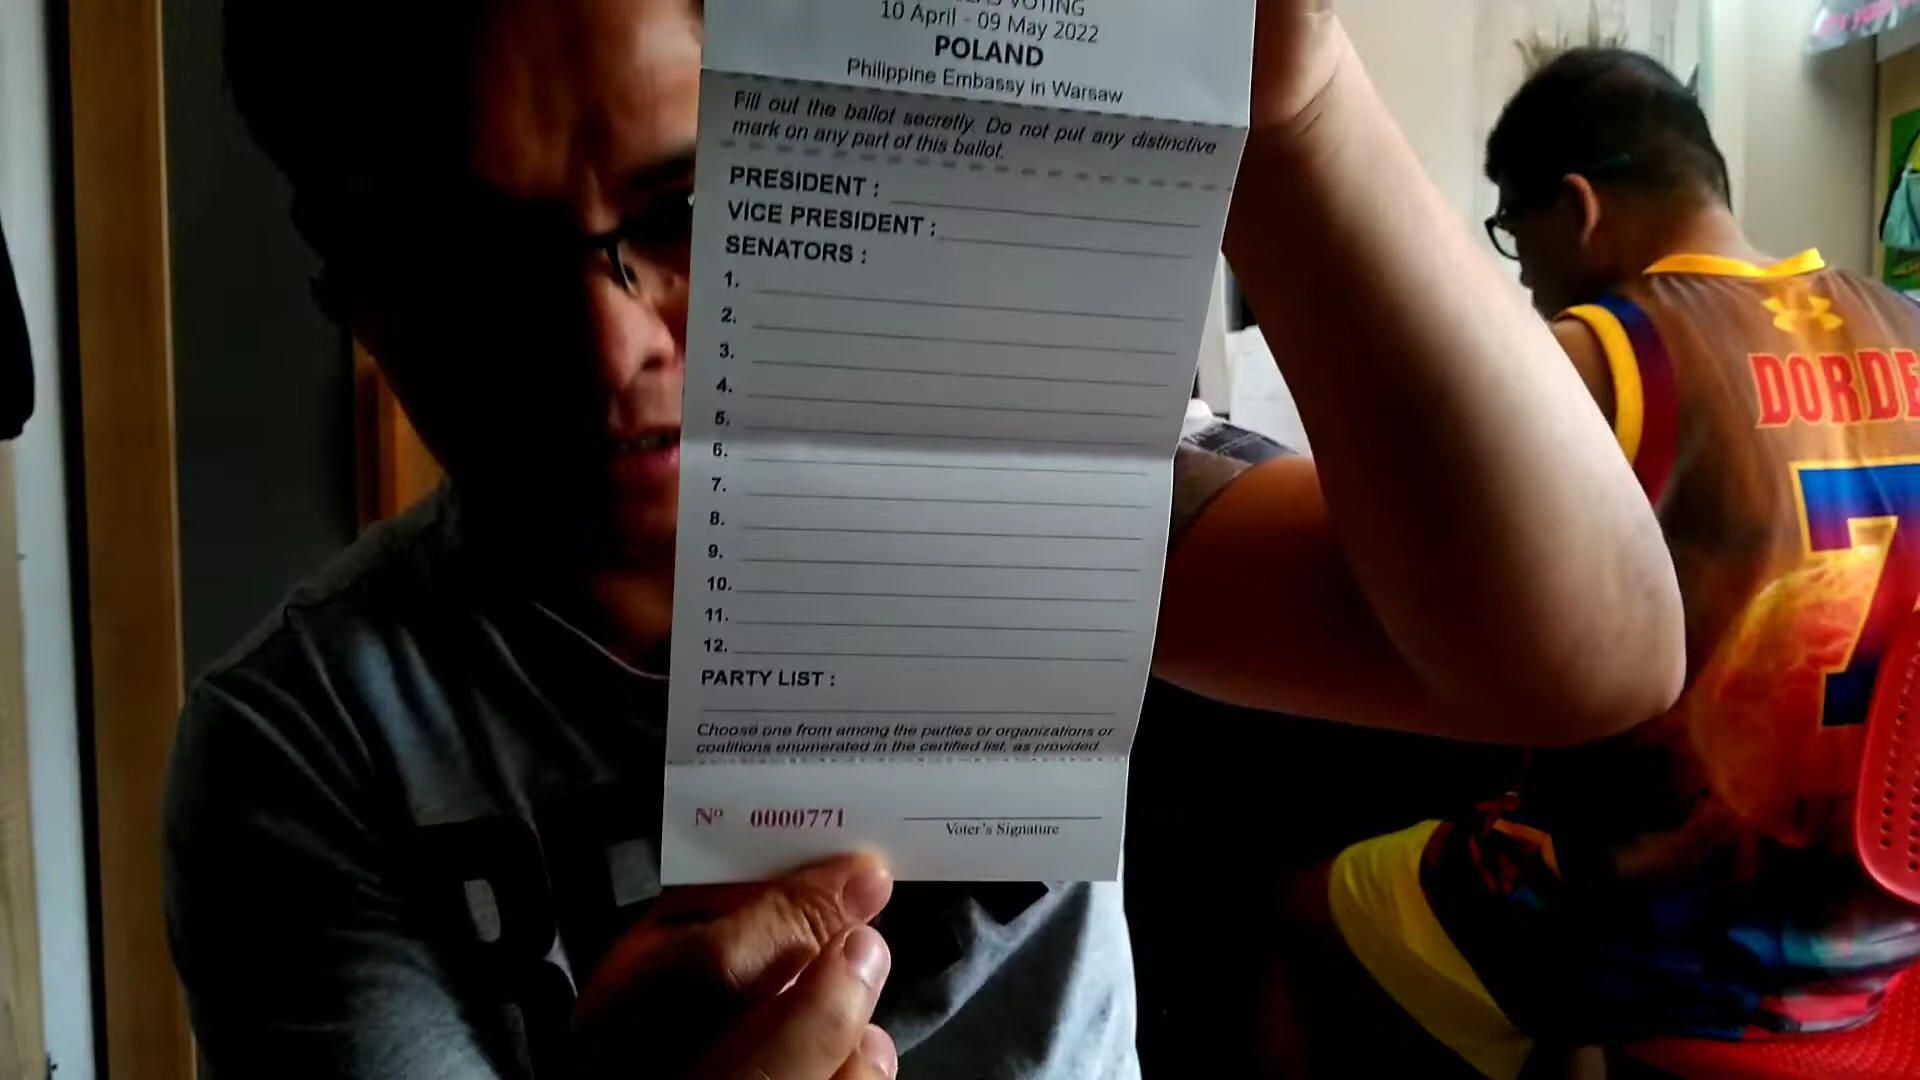 VOTING
10 April - 09 May 2022
POLAND
Philippine Embassy in Warsaw
Fill out the ballot secretly. Do not put any distinctive
mark on any part of this ballot.
PRESIDENT :
VICE PRESIDENT :
SENATORS :
1.
2.
3.
4.
5.
6.
7.
8.
9.
10.
11.
12.
PARTY LIST :
Choose one from among the parties or organizations or
coalitions enumerated in the certified list, as provided.
Nº 0000771
Voter's Signature
DORDE
7